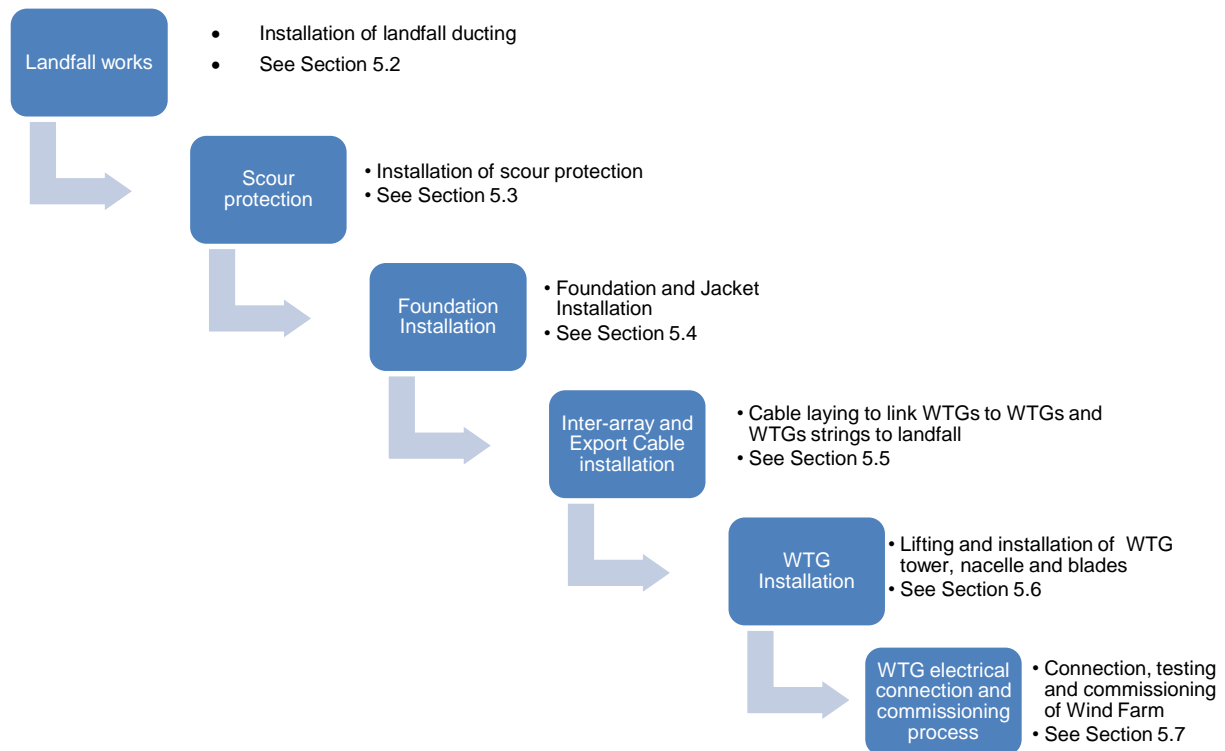 Landfall works
• Installation of landfall ducting
• See Section 5.2
Scour
protection
• Installation of scour protection
• See Section 5.3
Foundation
Installation
• Foundation and Jacket
Installation
• See Section 5.4
Inter-array and
Export Cable
installation
• Cable laying to link WTGs to WTGs and
WTGs strings to landfall
• See Section 5.5
WTG
Installation
• Lifting and installation of WTG
tower, nacelle and blades
• See Section 5.6
WTG electrical
connection and
commissioning
process
• Connection, testing
and commissioning
of Wind Farm
• See Section 5.7